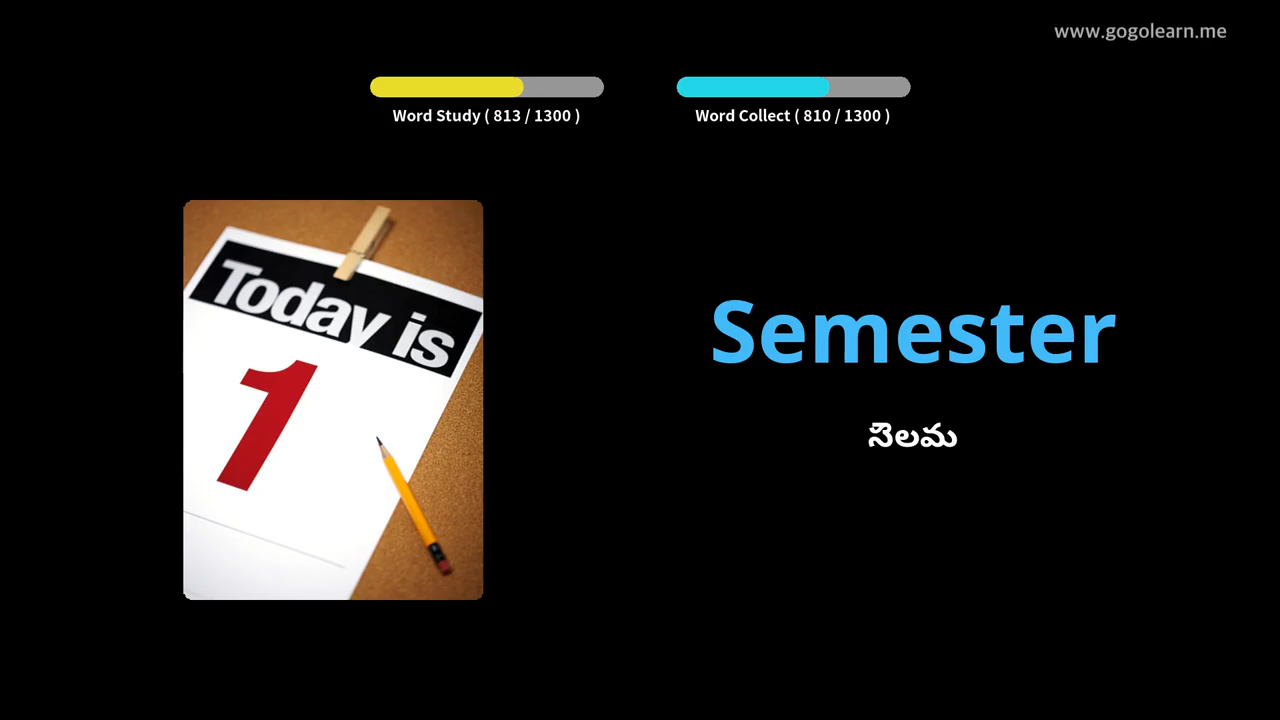 www.gogolearn.me
Word Study ( 813 / 1300 )
Word Collect ( 810 / 1300 )
Today is
1
Semester
సెలమ